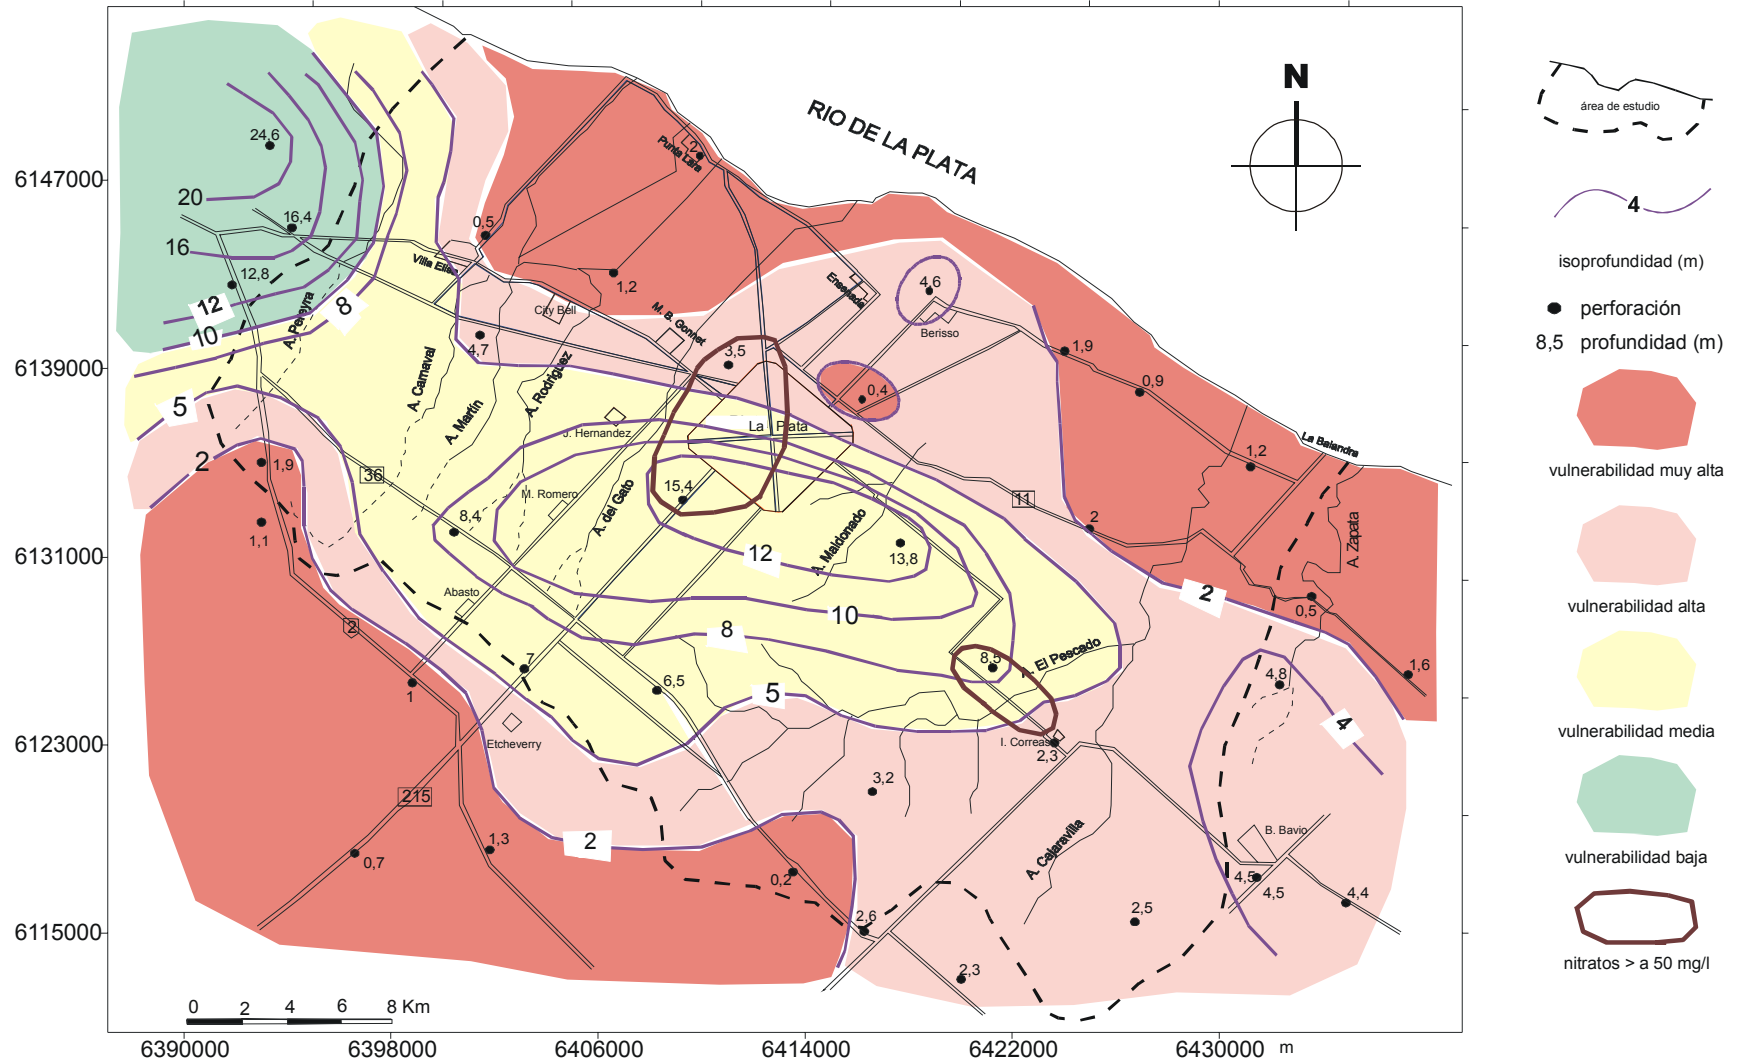 RIO DE LA PLATA
N
área de estudio
4
isoprofundidad (m)
perforación
8,5 profundidad (m)
vulnerabilidad muy alta
vulnerabilidad alta
vulnerabilidad media
vulnerabilidad baja
nitratos > a 50 mg/l
6147000
6139000
6131000
6123000
6115000
6390000
6398000
6406000
6414000
6422000
6430000 m
0 2 4 6 8 Km
24,6
20
16,4
16
12,8
12
10
8
5
2
A. Pereyra
Villa Elisa
0,5
Punta Lara
2
1,2
City Bell
M. B. Gonnet
Ensenada
4,6
Berisso
4,7
3,5
0,4
1,9
0,9
1,2
La Balandra
A. Carnaval
A. Martín
A. Rodriguez
J. Hernandez
La Plata
36
1,9
1,1
8,4
M. Romero
A. del Gato
15,4
12
A. Maldonado
13,8
11
2
2
A. Zapata
0,5
1,6
Abasto
10
8
2
1
7
6,5
5
8,5
A. El Pescado
4,8
4
Etcheverry
I. Correas
2,3
215
3,2
0,7
1,3
2
0,2
A. Cajaravilla
B. Bavio
4,5
4,5
4,4
2,6
2,5
2,3